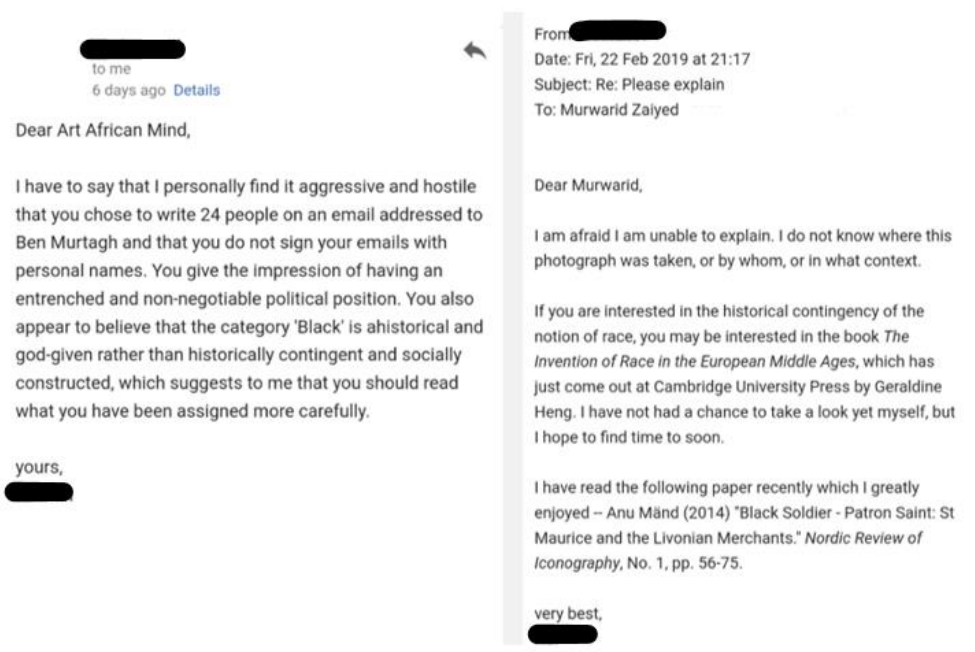 to me
6 days ago Details
Dear Art African Mind,
I have to say that I personally find it aggressive and hostile
that you chose to write 24 people on an email addressed to
Ben Murtagh and that you do not sign your emails with
personal names. You give the impression of having an
entrenched and non-negotiable political position. You also
appear to believe that the category 'Black' is ahistorical and
god-given rather than historically contingent and socially
constructed, which suggests to me that you should read
what you have been assigned more carefully.
yours,
From
Date: Fri, 22 Feb 2019 at 21:17
Subject: Re: Please explain
To: Murwarid Zaiyed
Dear Murwarid,
I am afraid I am unable to explain. I do not know where this
photograph was taken, or by whom, or in what context.
If you are interested in the historical contingency of the
notion of race, you may be interested in the book The
Invention of Race in the European Middle Ages, which has
just come out at Cambridge University Press by Geraldine
Heng. I have not had a chance to take a look yet myself, but
I hope to find time to soon.
I have read the following paper recently which I greatly
enjoyed -- Anu Mänd (2014) "Black Soldier - Patron Saint: St
Maurice and the Livonian Merchants." Nordic Review of
Iconography, No. 1, pp. 56-75.
very best,